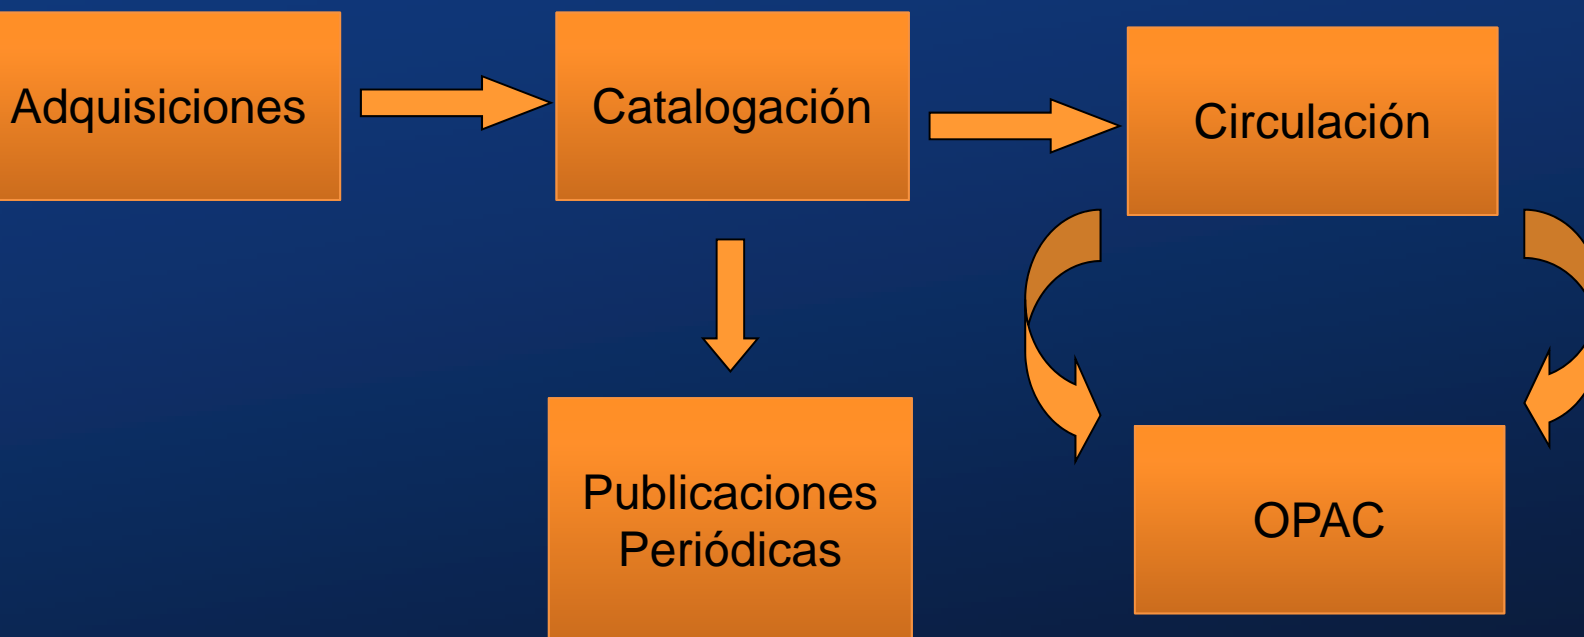 Adquisiciones
Catalogación
Circulación
Publicaciones
Periódicas
OPAC